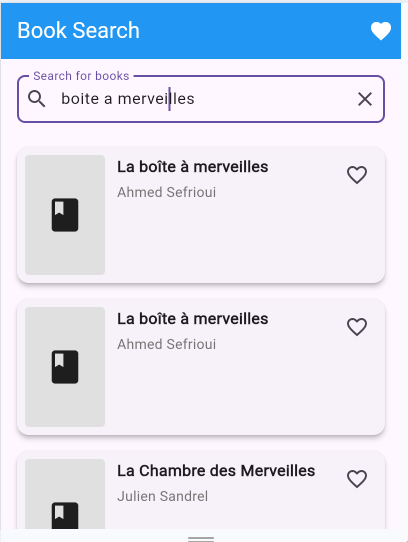 Book Search
Search for books
boite a merveilles
La boîte à merveilles
Ahmed Sefrioui
La boîte à merveilles
Ahmed Sefrioui
La Chambre des Merveilles
Julien Sandrel